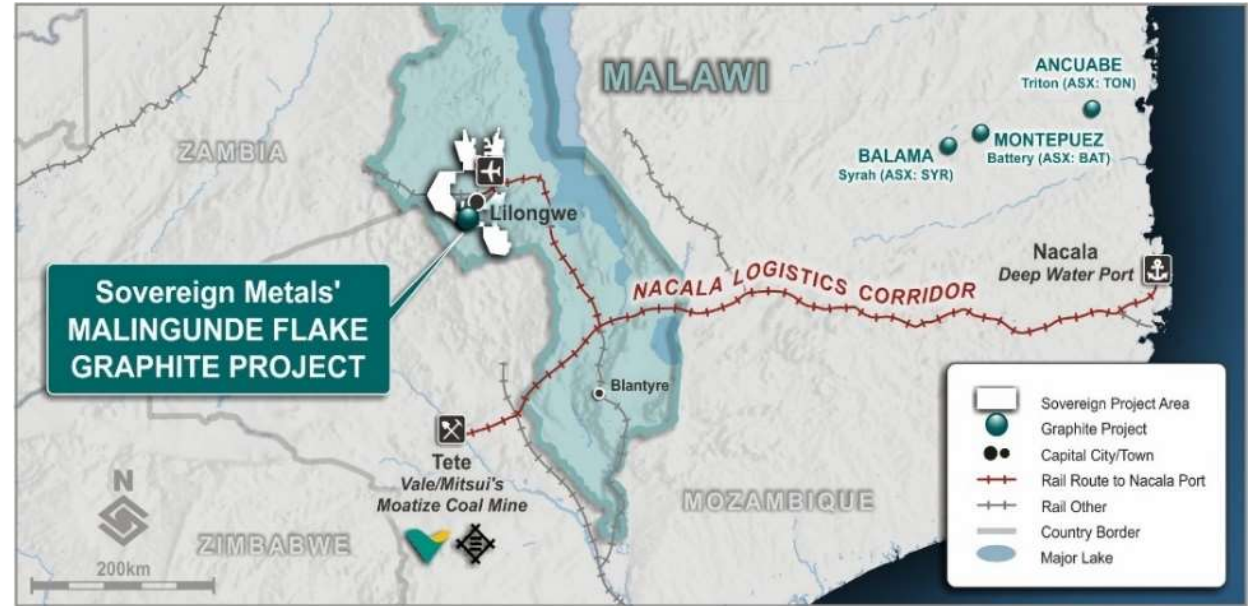 MALAWI
ANCUABE
Triton (ASX: TON)
MONTEPUEZ
Battery (ASX: BAT)
BALAMA
Syrah (ASX: SYR)
ZAMBIA
Lilongwe
Nacala
Deep Water Port
NACALA LOGISTICS CORRIDOR
Sovereign Metals'
MALINGUNDE FLAKE
GRAPHITE PROJECT
Blantyre
Tete
Vale/Mitsui's
Moatize Coal Mine
MOZAMBIQUE
ZIMBABWE
N
200km
Sovereign Project Area
Graphite Project
Capital City/Town
Rail Route to Nacala Port
Rail Other
Country Border
Major Lake